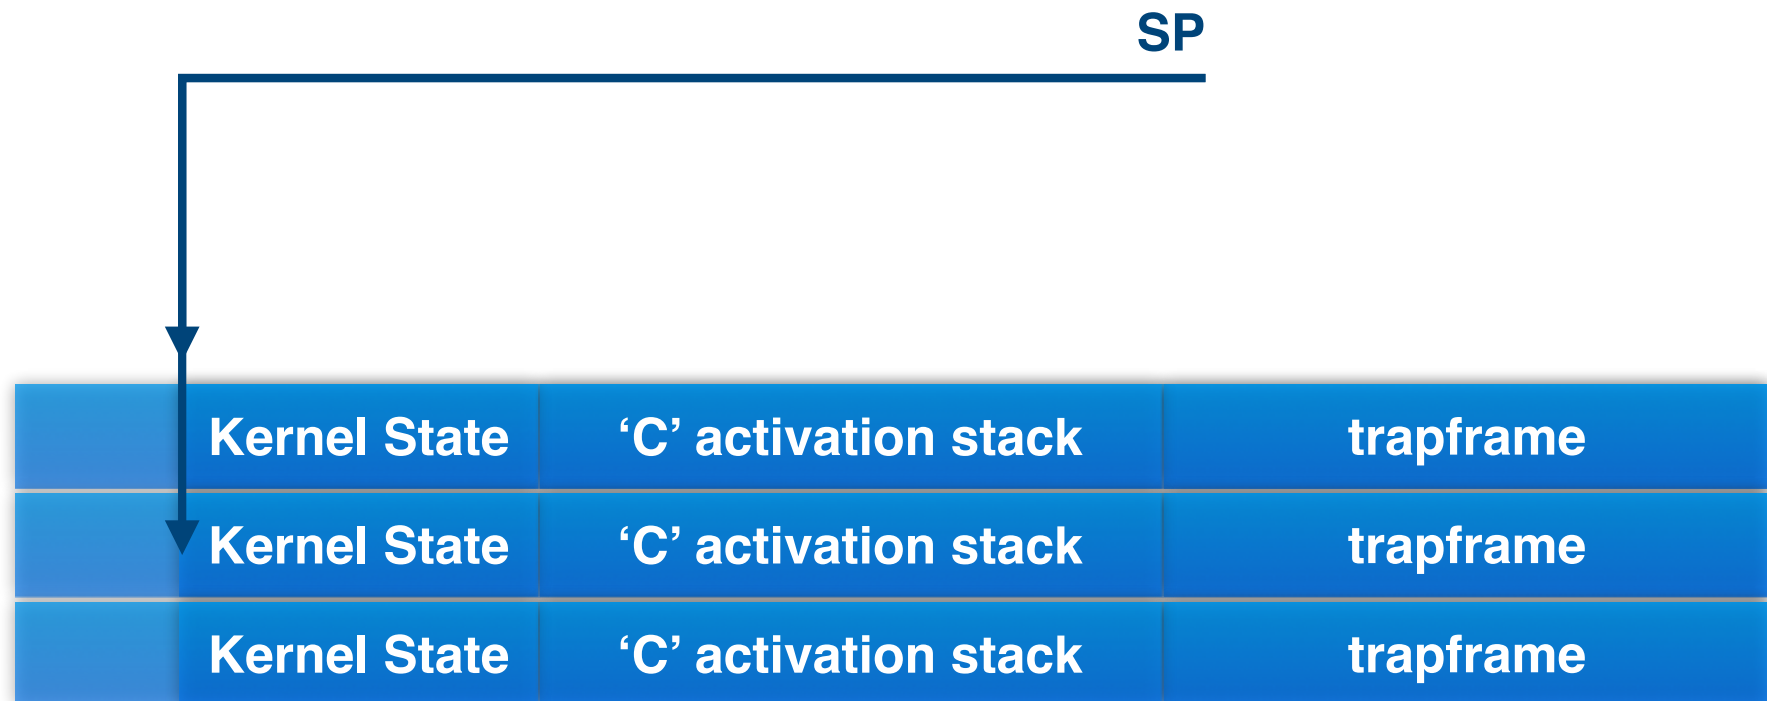 SP
Kernel State ‘C’ activation stack trapframe
Kernel State ‘C’ activation stack trapframe
Kernel State ‘C’ activation stack trapframe